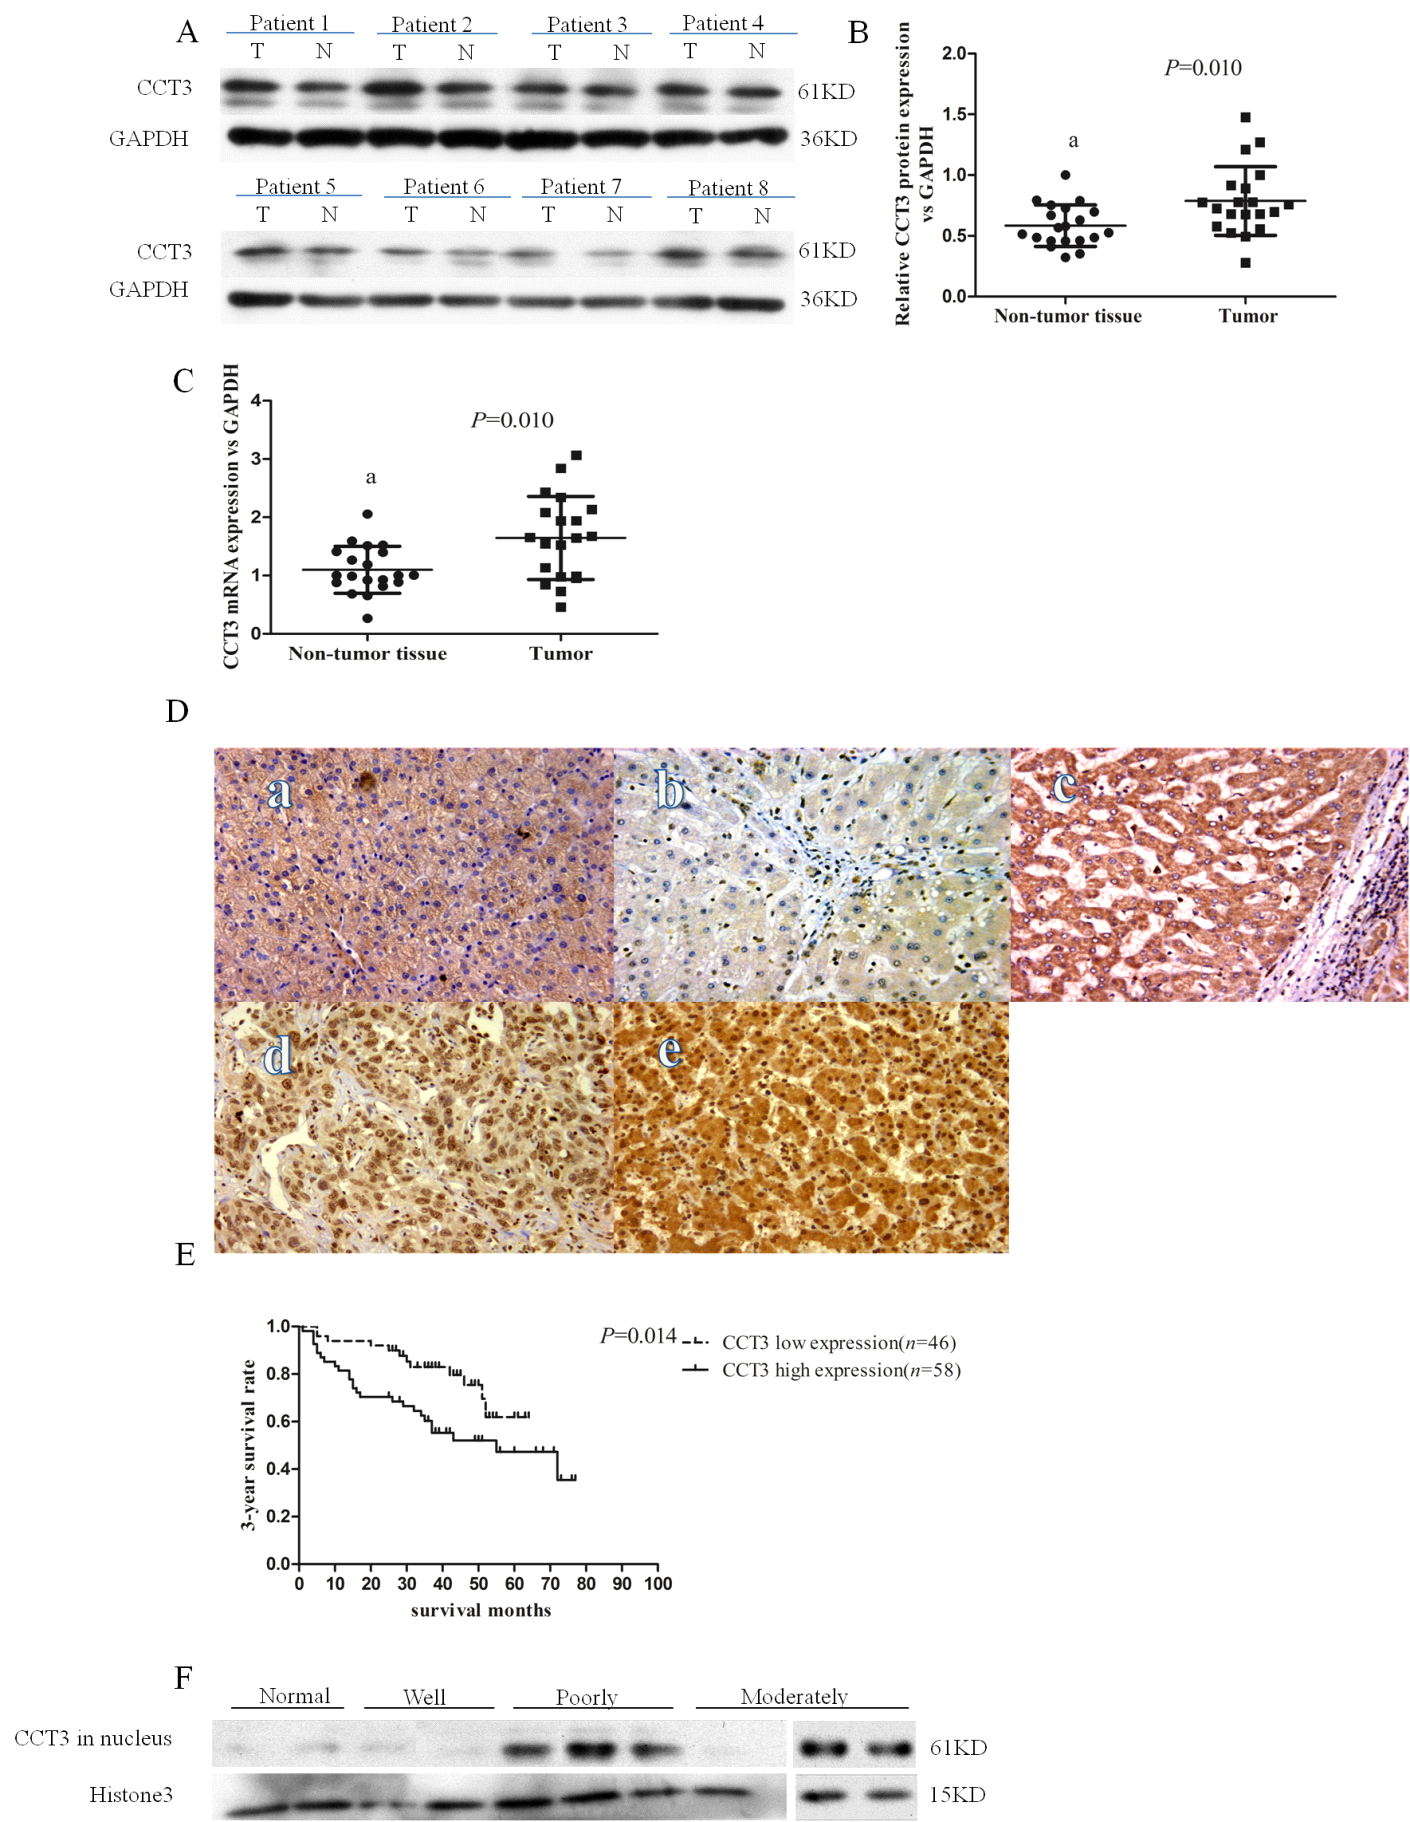 A
Patient 1 Patient 2 Patient 3 Patient 4
T N T N T N T N
CCT3 61KD
GAPDH 36KD
Patient 5 Patient 6 Patient 7 Patient 8
T N T N T N T N
CCT3 61KD
GAPDH 36KD
B
P=0.010
a
Relative CCT3 protein expression
vs GAPDH
2.0
1.5
1.0
0.5
0.0
Non-tumor tissue Tumor
C
P=0.010
a
CCT3 mRNA expression vs GAPDH
4
3
2
1
0
Non-tumor tissue Tumor
D
a b c
d e
E
P=0.014
CCT3 low expression(n=46)
CCT3 high expression(n=58)
3-year survival rate
1.0
0.8
0.6
0.4
0.2
0.0
0 10 20 30 40 50 60 70 80 90 100
survival months
F
Normal Well Poorly Moderately
CCT3 in nucleus 61KD
Histone3 15KD